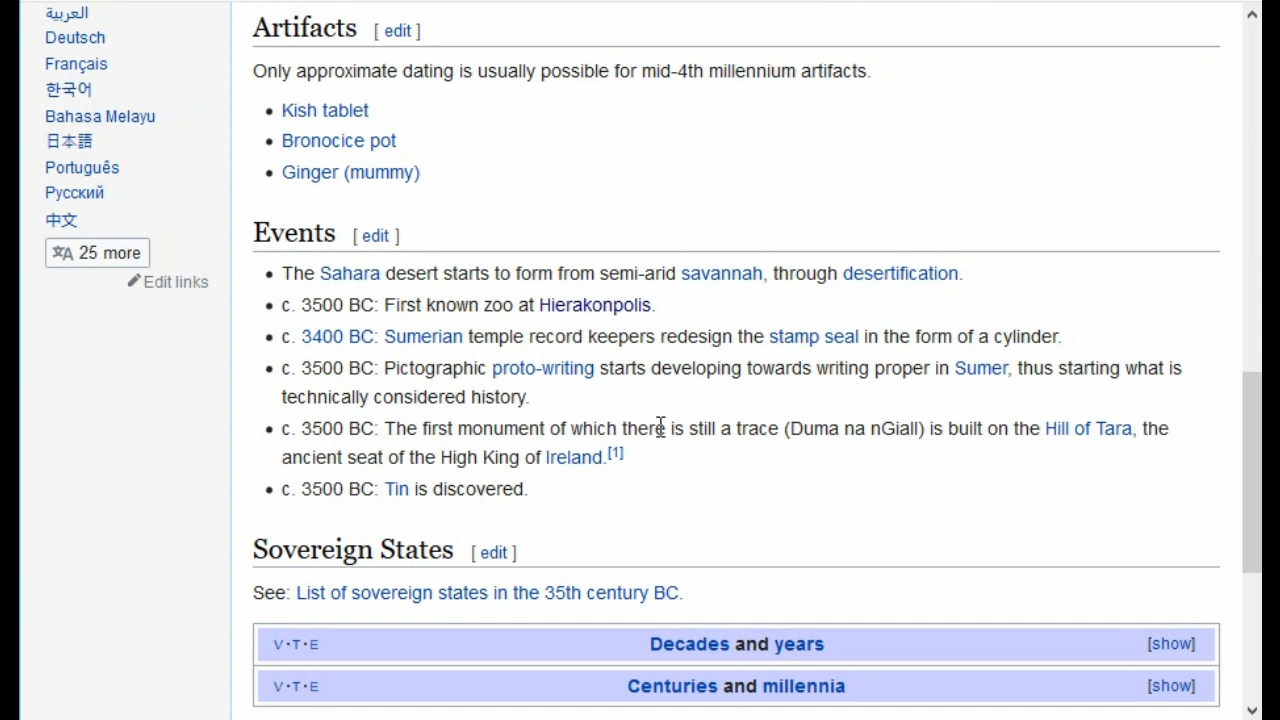 العربية
Deutsch
Français
한국어
Bahasa Melayu
日本語
Português
Русский
中文
25 more
Edit links
Artifacts [ edit ]
Only approximate dating is usually possible for mid-4th millennium artifacts.
• Kish tablet
• Bronocice pot
• Ginger (mummy)
Events [ edit ]
• The Sahara desert starts to form from semi-arid savannah, through desertification.
• c. 3500 BC: First known zoo at Hierakonpolis.
• c. 3400 BC: Sumerian temple record keepers redesign the stamp seal in the form of a cylinder.
• c. 3500 BC: Pictographic proto-writing starts developing towards writing proper in Sumer, thus starting what is
technically considered history.
• c. 3500 BC: The first monument of which there is still a trace (Duma na nGiall) is built on the Hill of Tara, the
ancient seat of the High King of Ireland.[1]
• c. 3500 BC: Tin is discovered.
Sovereign States [ edit ]
See: List of sovereign states in the 35th century BC.
V·T·E Decades and years [show]
V·T·E Centuries and millennia [show]